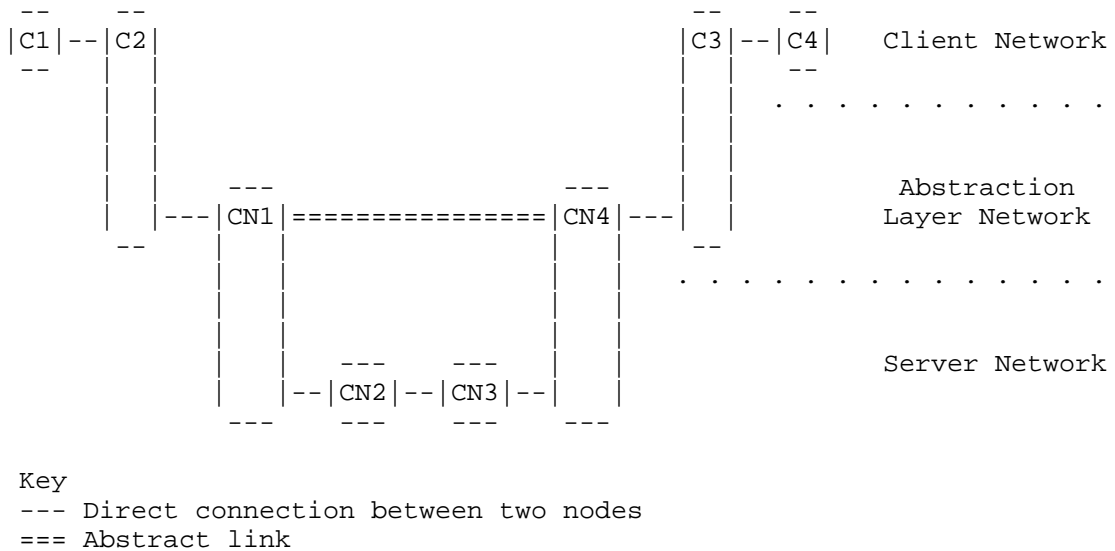 --    --                                  --    --
|C1|--|C2|                                |C3|--|C4|   Client Network
 --   |  |                                |  |   --
      |  |                                |  |  . . . . . . . . . . .
      |  |                                |  |
      |  |                                |  |
      |  |    ---                  ---    |  |          Abstraction
      |  |---|CN1|================|CN4|---|  |         Layer Network
       --    |   |                |   |    --
             |   |                |   |   . . . . . . . . . . . . . .
             |   |                |   |
             |   |                |   |
             |   |   ---    ---   |   |                Server Network
             |   |--|CN2|--|CN3|--|   |
              ---    ---    ---    ---
Key
--- Direct connection between two nodes
=== Abstract link